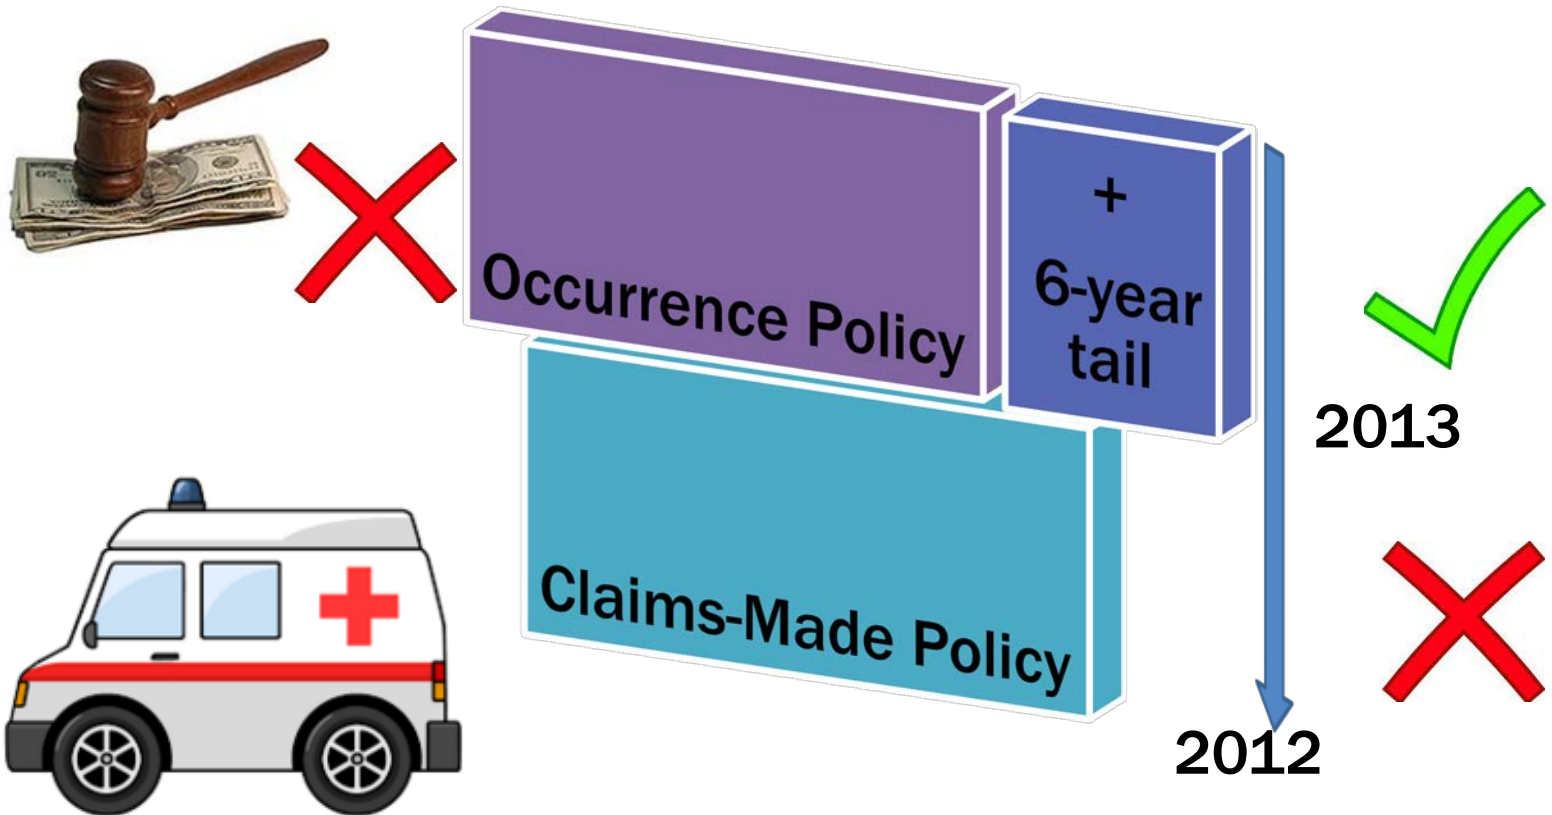 Occurrence Policy
+
6-year
tail
2013
Claims-Made Policy
2012